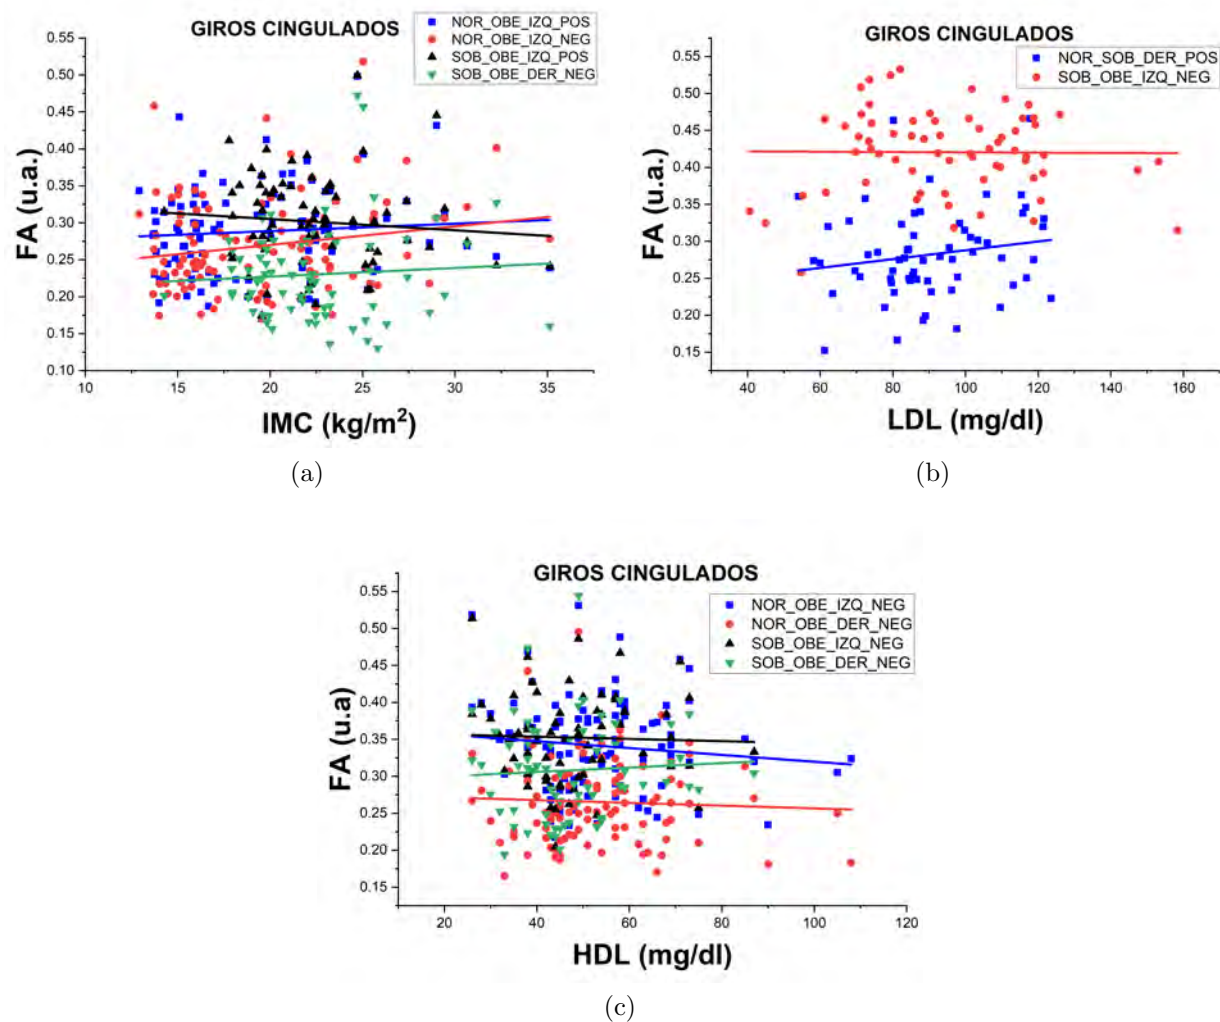 GIROS CINGULADOS
NOR_OBE_IZQ_POS
NOR_OBE_IZQ_NEG
SOB_OBE_IZQ_POS
SOB_OBE_DER_NEG
FA (u.a.)
0.55
0.50
0.45
0.40
0.35
0.30
0.25
0.20
0.15
0.10
10 15 20 25 30 35
IMC (kg/m²)
(a)
GIROS CINGULADOS
NOR_SOB_DER_POS
SOB_OBE_IZQ_NEG
FA (u.a.)
0.55
0.50
0.45
0.40
0.35
0.30
0.25
0.20
0.15
40 60 80 100 120 140 160
LDL (mg/dl)
(b)
GIROS CINGULADOS
NOR_OBE_IZQ_NEG
NOR_OBE_DER_NEG
SOB_OBE_IZQ_NEG
SOB_OBE_DER_NEG
FA (u.a)
0.55
0.50
0.45
0.40
0.35
0.30
0.25
0.20
0.15
20 40 60 80 100 120
HDL (mg/dl)
(c)